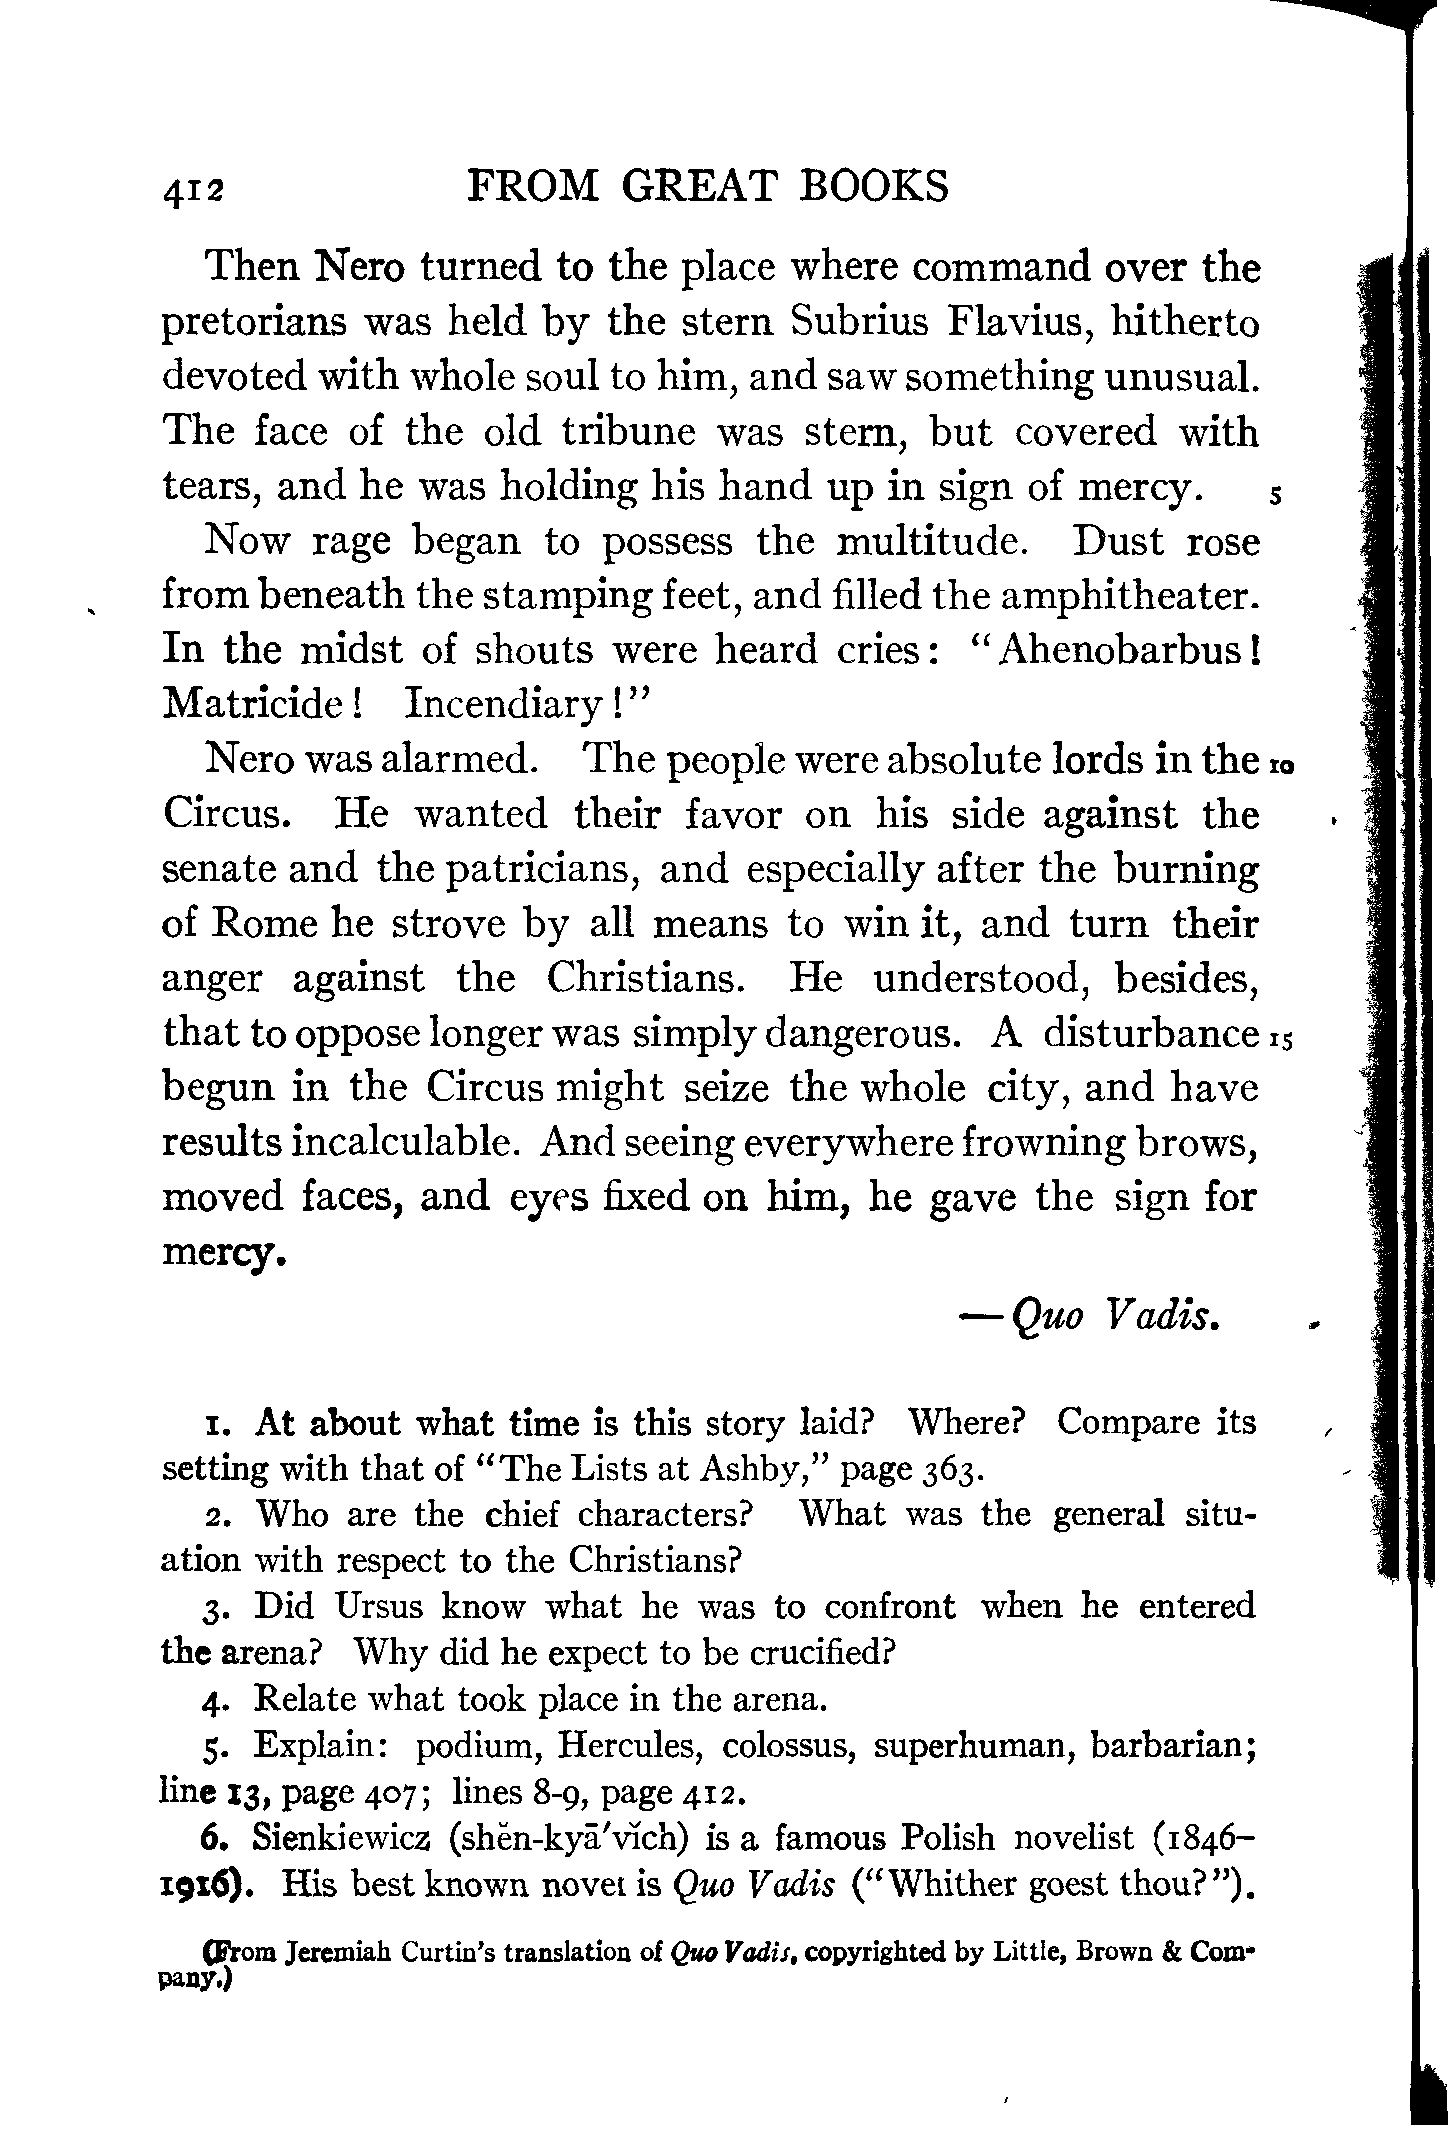 412 FROM GREAT BOOKS
Then Nero turned to the place where command over the
pretorians was held by the stern Subrius Flavius, hitherto
devoted with whole soul to him, and saw something unusual.
The face of the old tribune was stern, but covered with
tears, and he was holding his hand up in sign of mercy. 5
Now rage began to possess the multitude. Dust rose
from beneath the stamping feet, and filled the amphitheater.
In the midst of shouts were heard cries: "Ahenobarbus!
Matricide! Incendiary!"
Nero was alarmed. The people were absolute lords in the 10
Circus. He wanted their favor on his side against the
senate and the patricians, and especially after the burning
of Rome he strove by all means to win it, and turn their
anger against the Christians. He understood, besides,
that to oppose longer was simply dangerous. A disturbance 15
begun in the Circus might seize the whole city, and have
results incalculable. And seeing everywhere frowning brows,
moved faces, and eyes fixed on him, he gave the sign for
mercy.
—Quo Vadis.
1. At about what time is this story laid? Where? Compare its
setting with that of "The Lists at Ashby," page 363.
2. Who are the chief characters? What was the general situ-
ation with respect to the Christians?
3. Did Ursus know what he was to confront when he entered
the arena? Why did he expect to be crucified?
4. Relate what took place in the arena.
5. Explain: podium, Hercules, colossus, superhuman, barbarian;
line 13, page 407; lines 8-9, page 412.
6. Sienkiewicz (shĕn-kyā′vĭch) is a famous Polish novelist (1846–
1916). His best known novel is Quo Vadis ("Whither goest thou?").
(From Jeremiah Curtin's translation of Quo Vadis, copyrighted by Little, Brown & Com-
pany.)